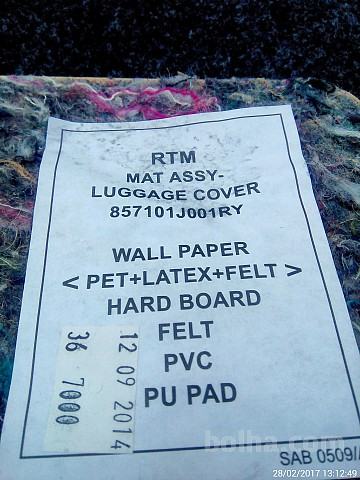 RTM
MAT ASSY-
LUGGAGE COVER
857101J001RY
WALL PAPER
< PET+LATEX+FELT >
HARD BOARD
FELT
PVC
PU PAD
12 09 2014
36 7000
SAB 0509/
bolha.com
28/02/2017 13:12:49